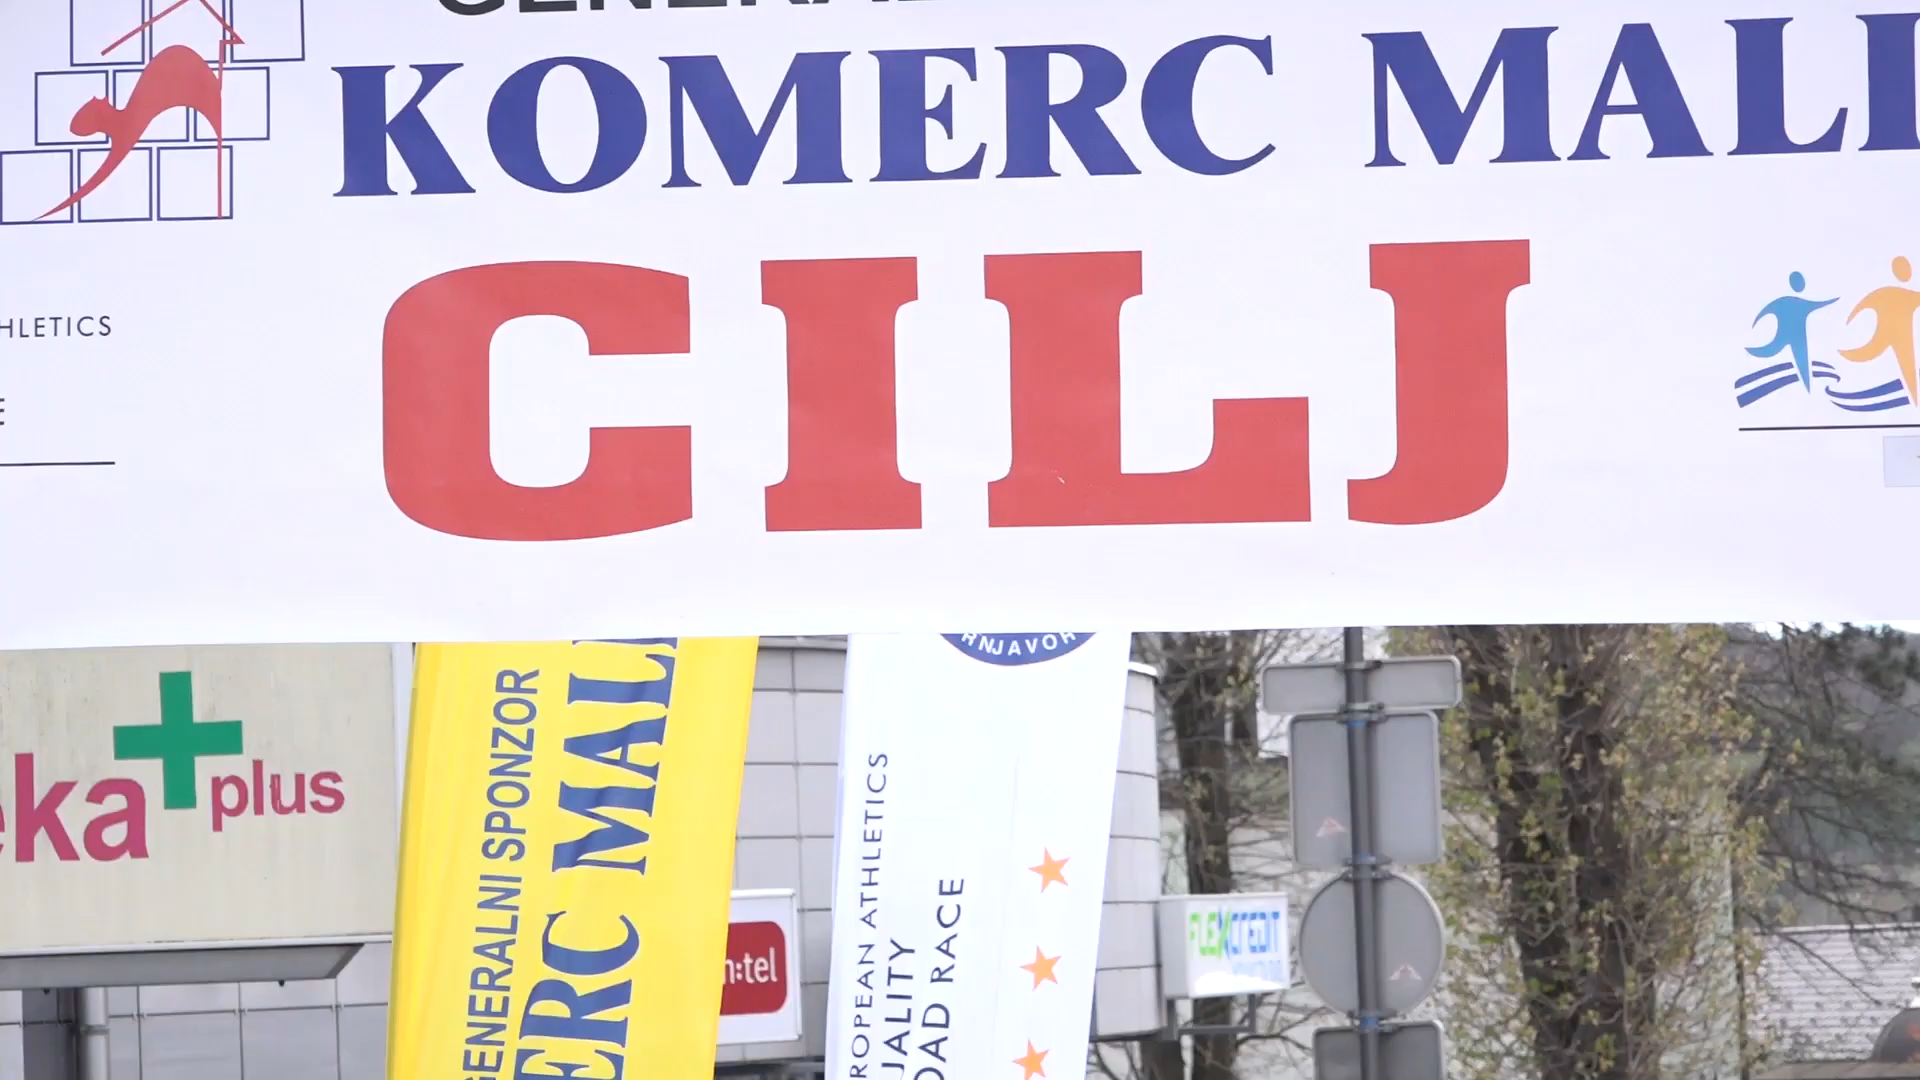 KOMERC MALI
CILJ
HLETICS
E
RNJAVOR
eka plus
GENERALNI SPONZOR
ERC MALI
m:tel
ROPEAN ATHLETICS
UALITY
OAD RACE
FLEXCREDIT